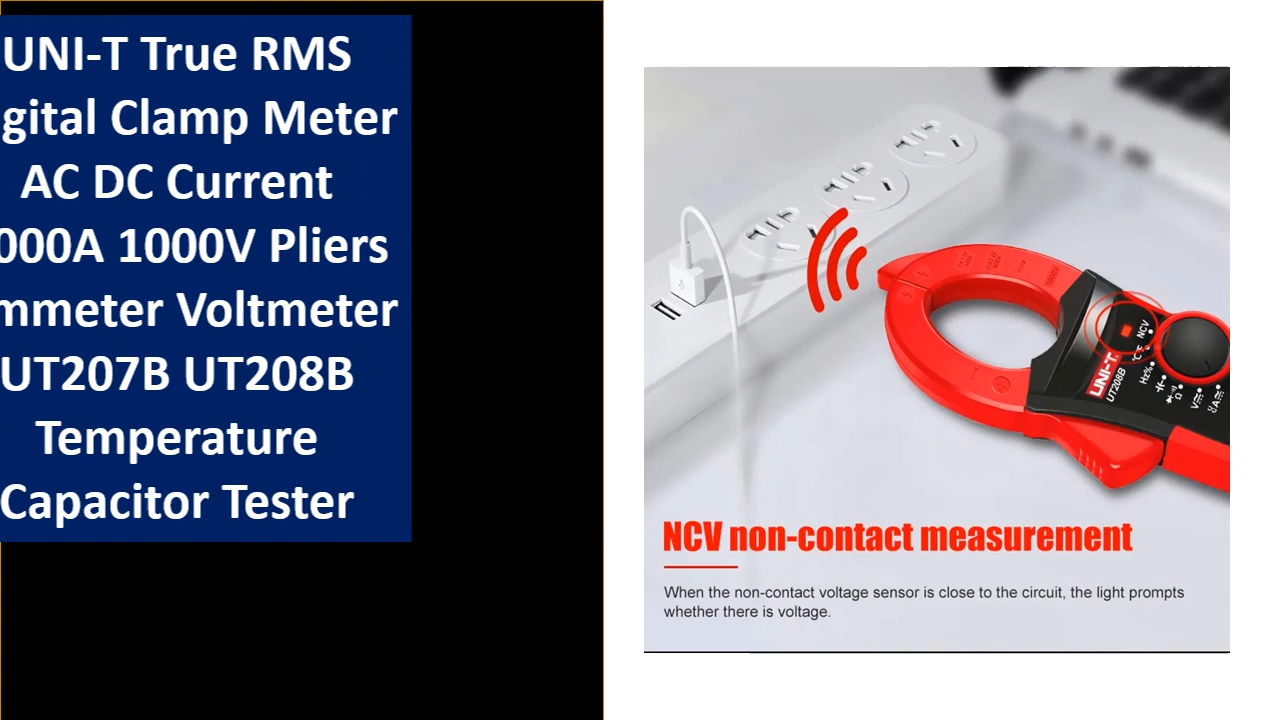 UNI-T True RMS
gital Clamp Meter
AC DC Current
000A 1000V Pliers
mmeter Voltmeter
UT207B UT208B
Temperature
Capacitor Tester
NCV
°C°F
Hz%
Ω
V
A
UNI-T
UT208B
NCV non-contact measurement
When the non-contact voltage sensor is close to the circuit, the light prompts
whether there is voltage.